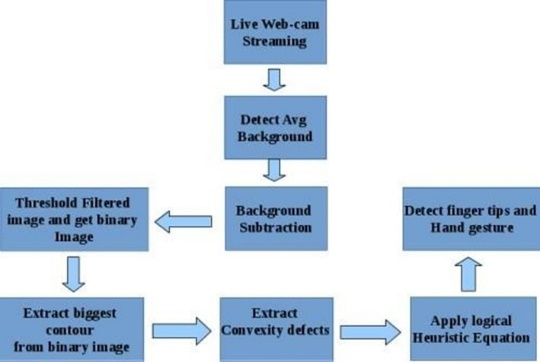 Live Web-cam
Streaming
Detect Avg
Background
Background
Subtraction
Threshold Filtered
image and get binary
Image
Extract biggest
contour
from binary image
Extract
Convexity defects
Apply logical
Heuristic Equation
Detect finger tips and
Hand gesture